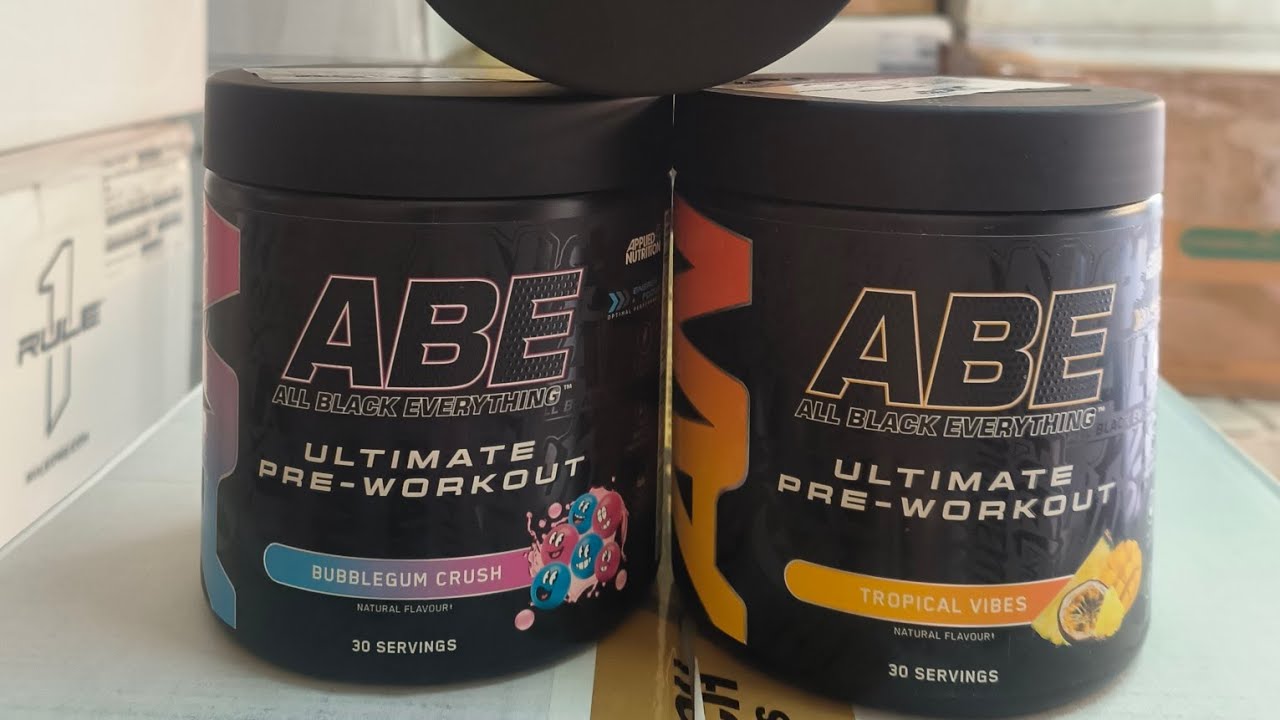 1
RULE
APPLIED
NUTRITION
ABE
ALL BLACK EVERYTHING™
ULTIMATE
PRE-WORKOUT
BUBBLEGUM CRUSH
NATURAL FLAVOUR
30 SERVINGS
ABE
ALL BLACK EVERYTHING™
ULTIMATE
PRE-WORKOUT
TROPICAL VIBES
NATURAL FLAVOUR
30 SERVINGS